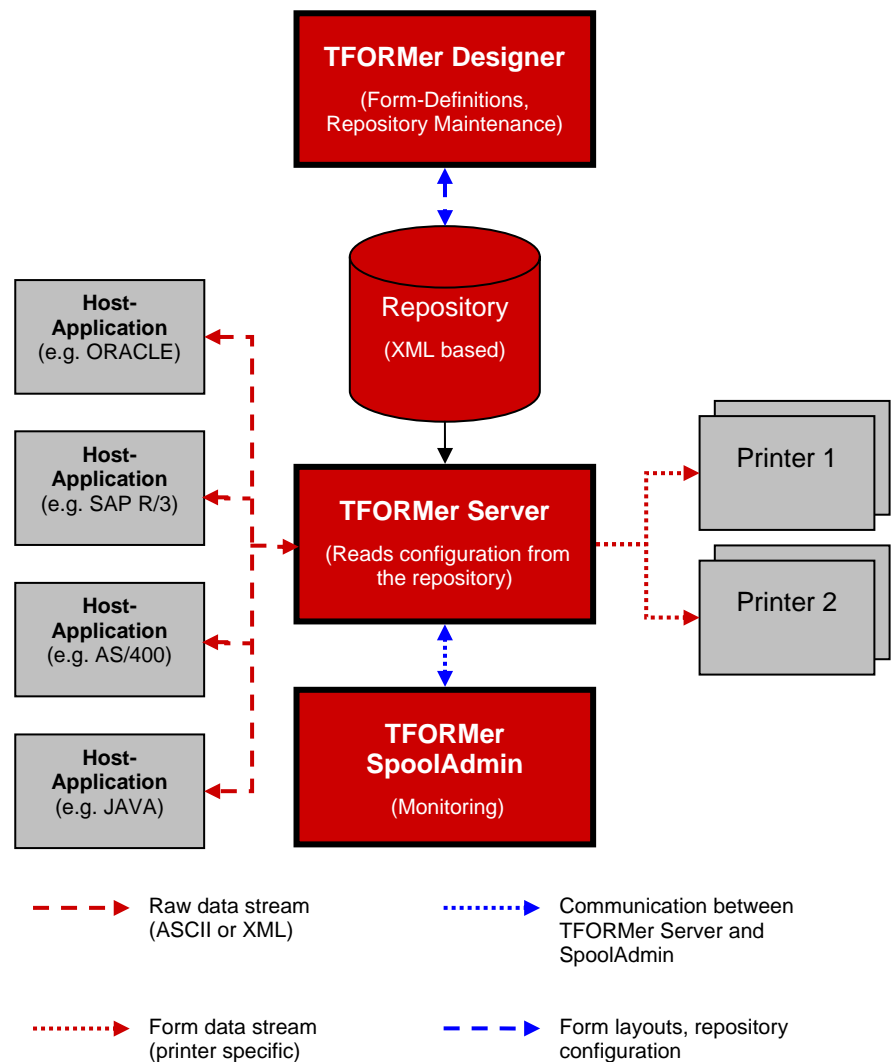 TFORMer Designer
(Form-Definitions,
Repository Maintenance)
Repository
(XML based)
Host-
Application
(e.g. ORACLE)
Host-
Application
(e.g. SAP R/3)
Host-
Application
(e.g. AS/400)
Host-
Application
(e.g. JAVA)
TFORMer Server
(Reads configuration from
the repository)
Printer 1
Printer 2
TFORMer
SpoolAdmin
(Monitoring)
Raw data stream
(ASCII or XML)
Communication between
TFORMer Server and
SpoolAdmin
Form data stream
(printer specific)
Form layouts, repository
configuration